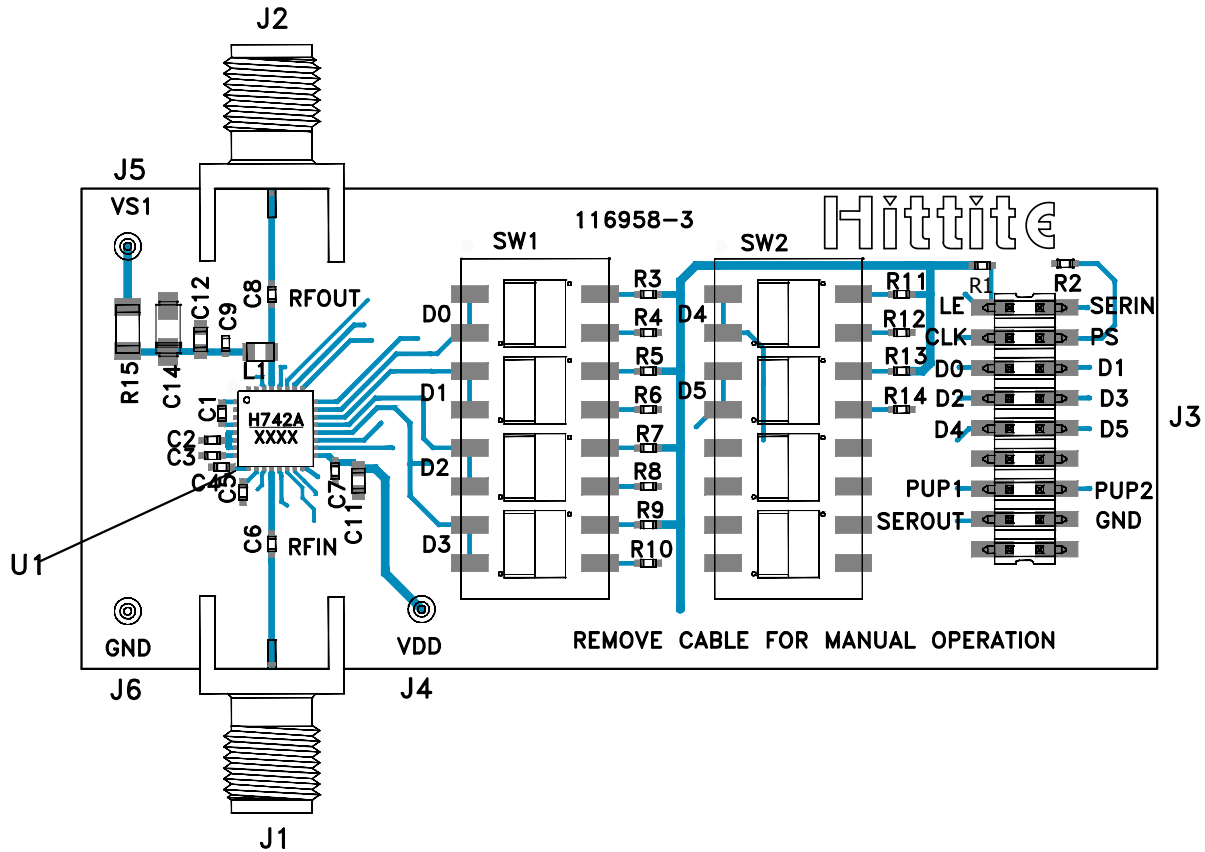 J2
J5
VS1
116958-3
Hittite
SW1
SW2
C12
C9
C8
RFOUT
D0
R3
D4
R11
R1
R2
LE
SERIN
R4
R12
CLK
PS
R15
C14
L1
R5
R13
D0
D1
D1
D5
R6
R14
D2
D3
C1
H742A
XXXX
J3
D4
D5
C2
R7
C3
D2
C4
C5
C7
C11
R8
PUP1
PUP2
R9
SEROUT
GND
C6
RFIN
D3
R10
U1
GND
VDD
REMOVE CABLE FOR MANUAL OPERATION
J6
J4
J1